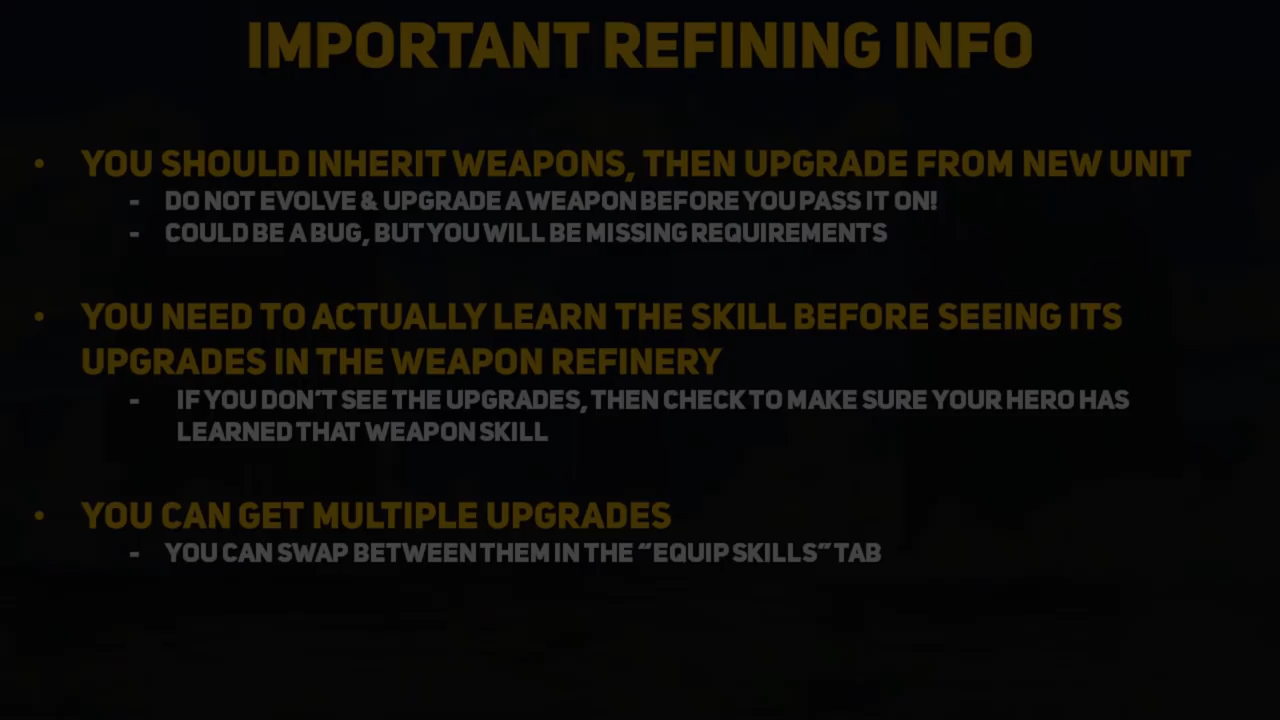 IMPORTANT REFINING INFO
• YOU SHOULD INHERIT WEAPONS, THEN UPGRADE FROM NEW UNIT
- DO NOT EVOLVE & UPGRADE A WEAPON BEFORE YOU PASS IT ON!
- COULD BE A BUG, BUT YOU WILL BE MISSING REQUIREMENTS
• YOU NEED TO ACTUALLY LEARN THE SKILL BEFORE SEEING ITS
UPGRADES IN THE WEAPON REFINERY
- IF YOU DON'T SEE THE UPGRADES, THEN CHECK TO MAKE SURE YOUR HERO HAS
LEARNED THAT WEAPON SKILL
• YOU CAN GET MULTIPLE UPGRADES
- YOU CAN SWAP BETWEEN THEM IN THE “EQUIP SKILLS” TAB